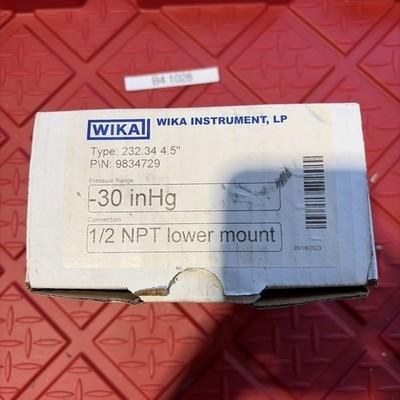 B4 1028
WIKA WIKA INSTRUMENT, LP
Type: 232.34 4.5"
P\N: 9834729
Pressure Range
-30 inHg
Connection
1/2 NPT lower mount
05/16/2023